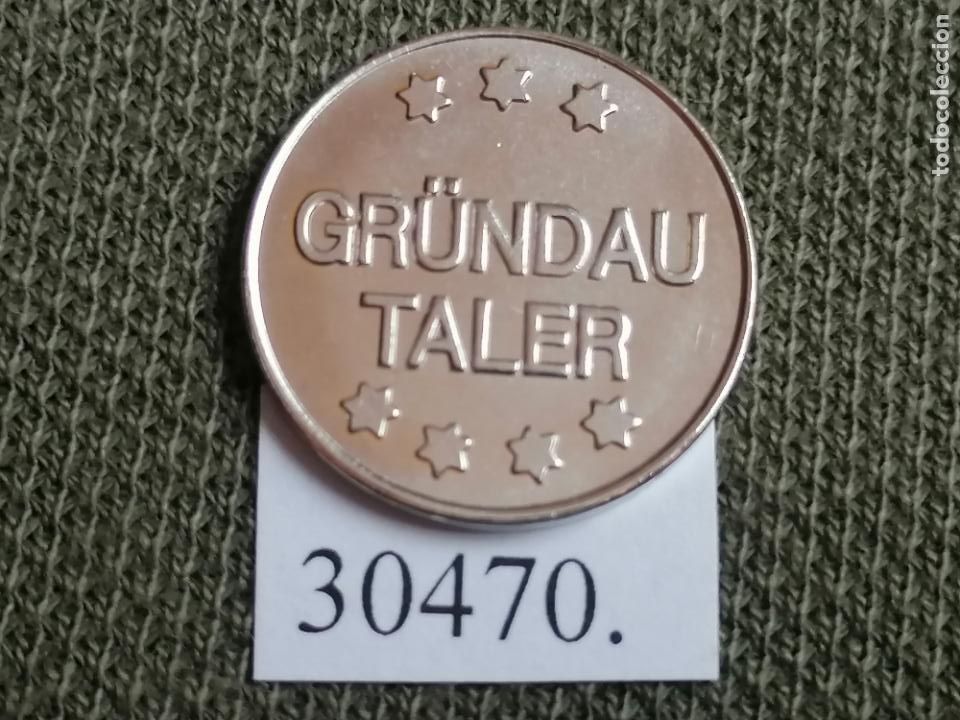 GRÜNDAU
TALER
30470.
todocoleccion